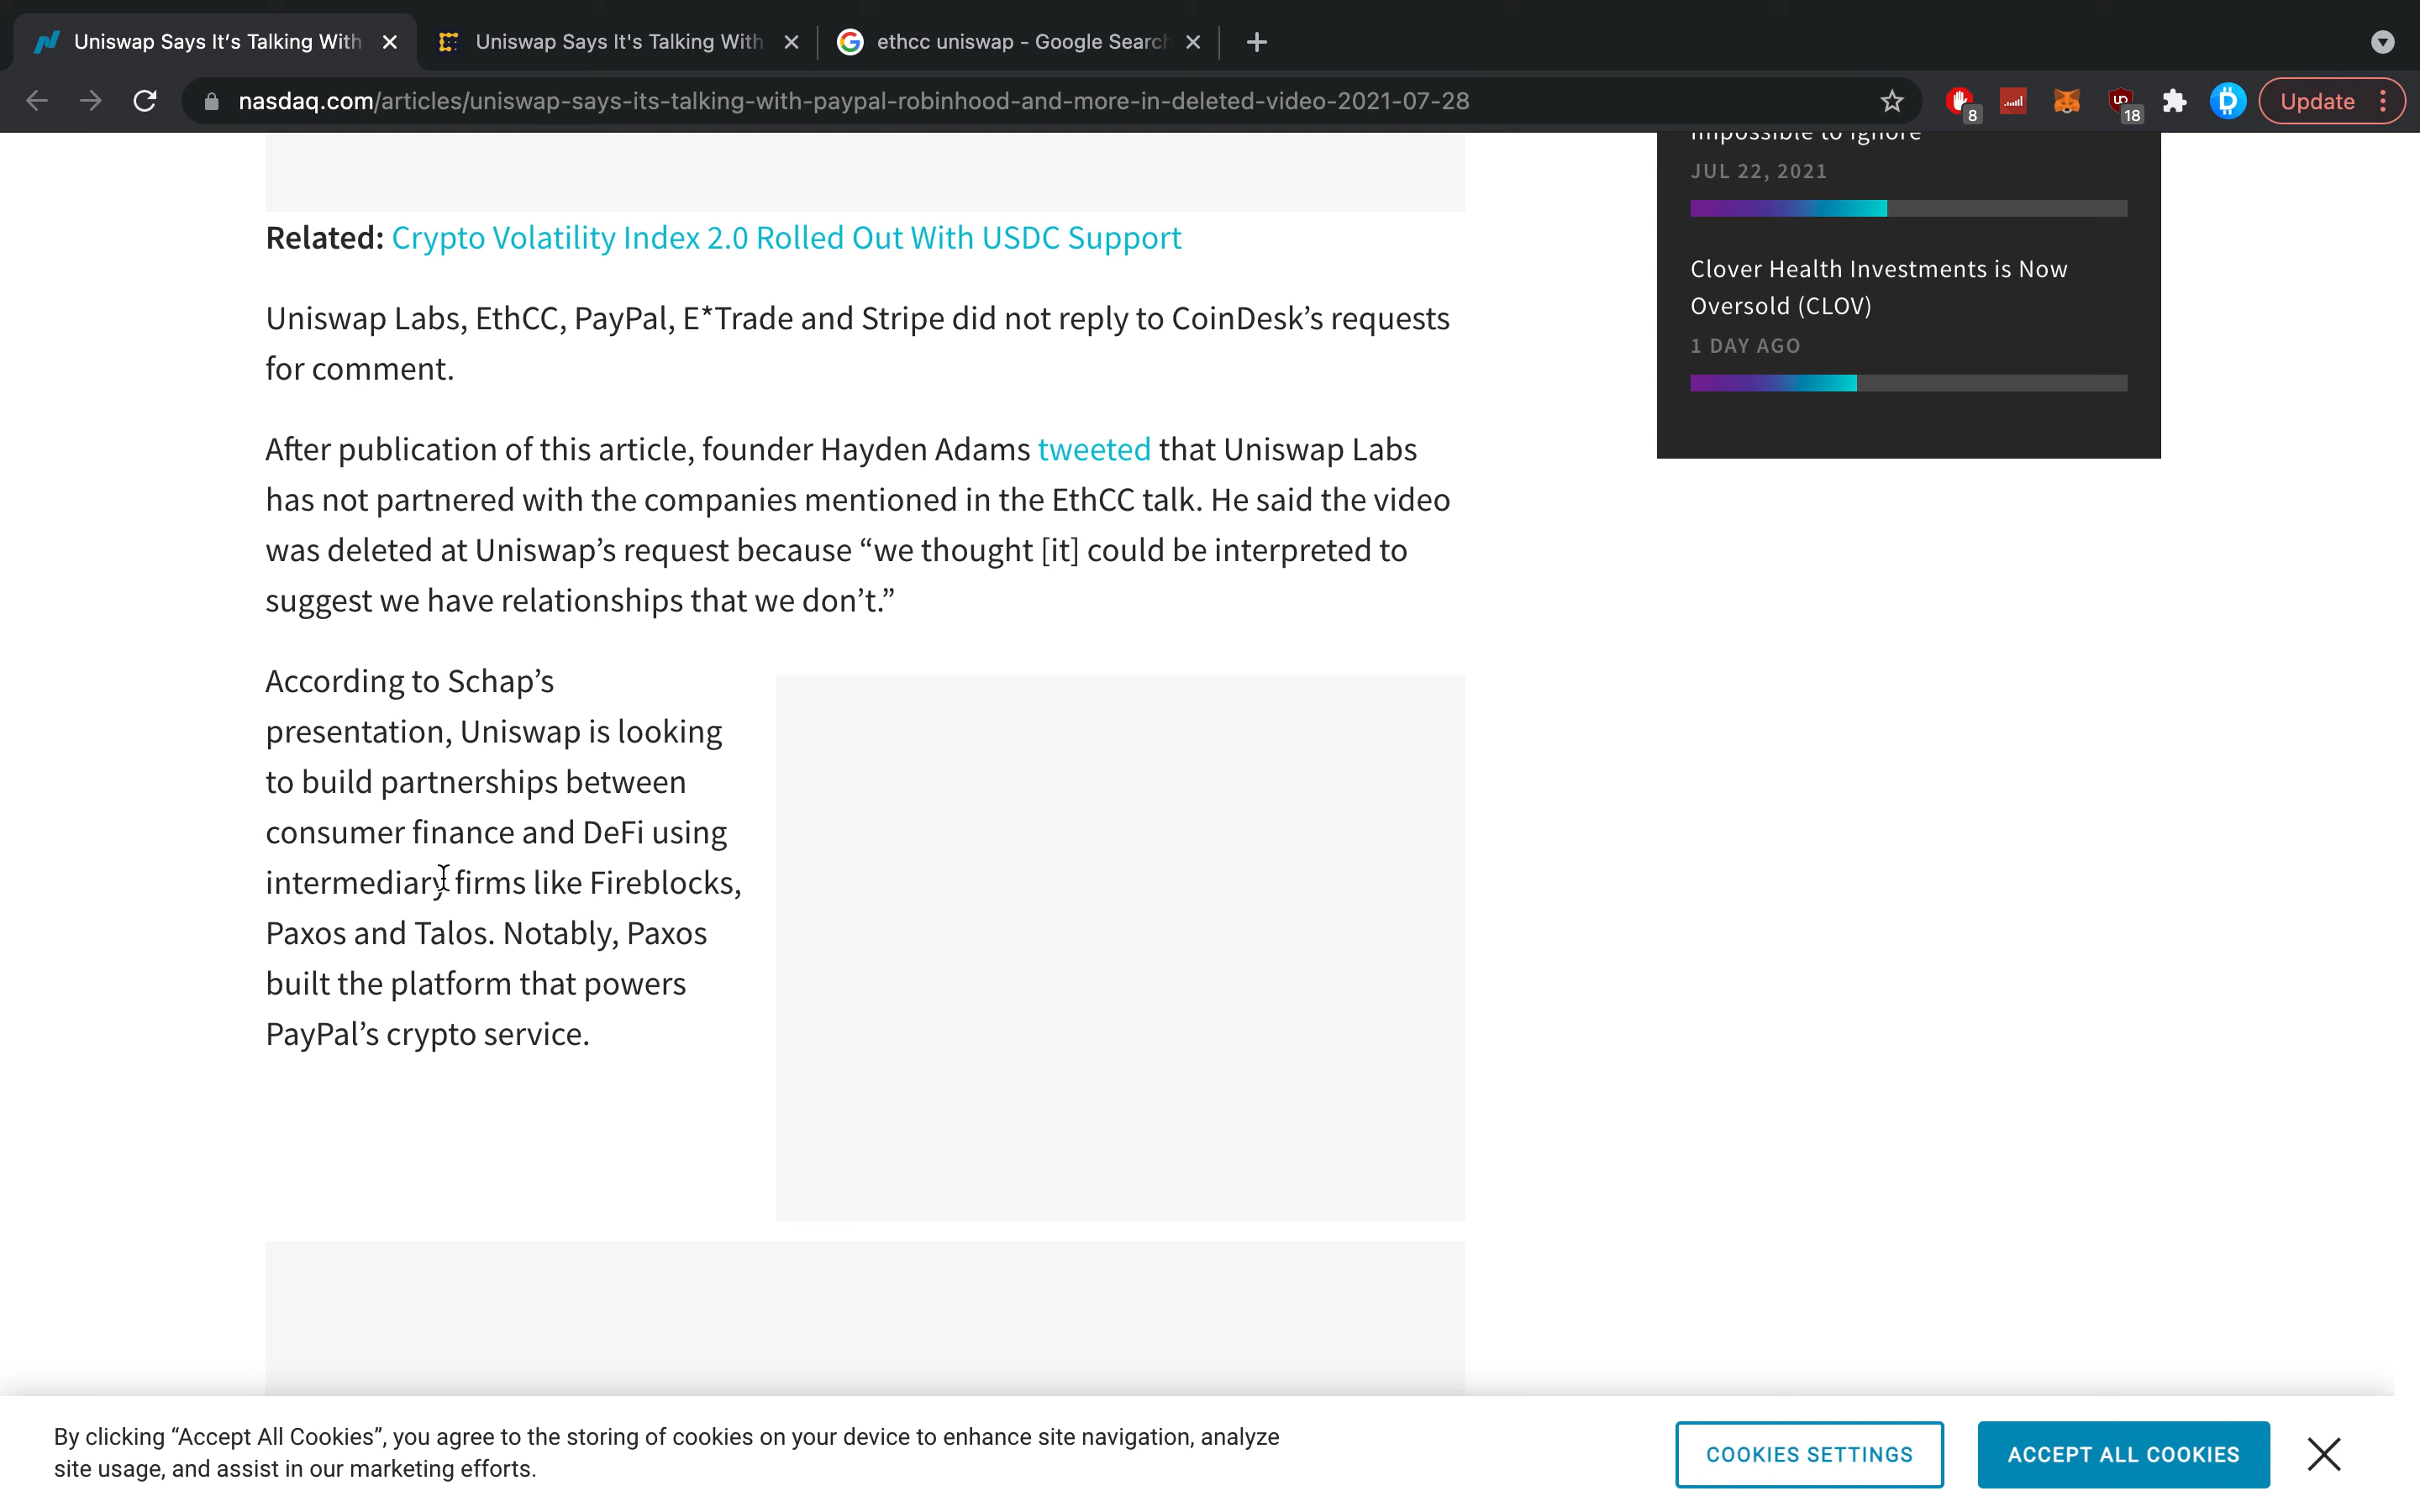 Uniswap Says It's Talking With
Uniswap Says It's Talking With
ethcc uniswap - Google Search
nasdaq.com/articles/uniswap-says-its-talking-with-paypal-robinhood-and-more-in-deleted-video-2021-07-28
8
18
Update
Impossible to Ignore
JUL 22, 2021
Clover Health Investments is Now
Oversold (CLOV)
1 DAY AGO
Related: Crypto Volatility Index 2.0 Rolled Out With USDC Support
Uniswap Labs, EthCC, PayPal, E*Trade and Stripe did not reply to CoinDesk’s requests
for comment.
After publication of this article, founder Hayden Adams tweeted that Uniswap Labs
has not partnered with the companies mentioned in the EthCC talk. He said the video
was deleted at Uniswap’s request because “we thought [it] could be interpreted to
suggest we have relationships that we don’t.”
According to Schap’s
presentation, Uniswap is looking
to build partnerships between
consumer finance and DeFi using
intermediary firms like Fireblocks,
Paxos and Talos. Notably, Paxos
built the platform that powers
PayPal’s crypto service.
By clicking “Accept All Cookies”, you agree to the storing of cookies on your device to enhance site navigation, analyze
site usage, and assist in our marketing efforts.
COOKIES SETTINGS
ACCEPT ALL COOKIES